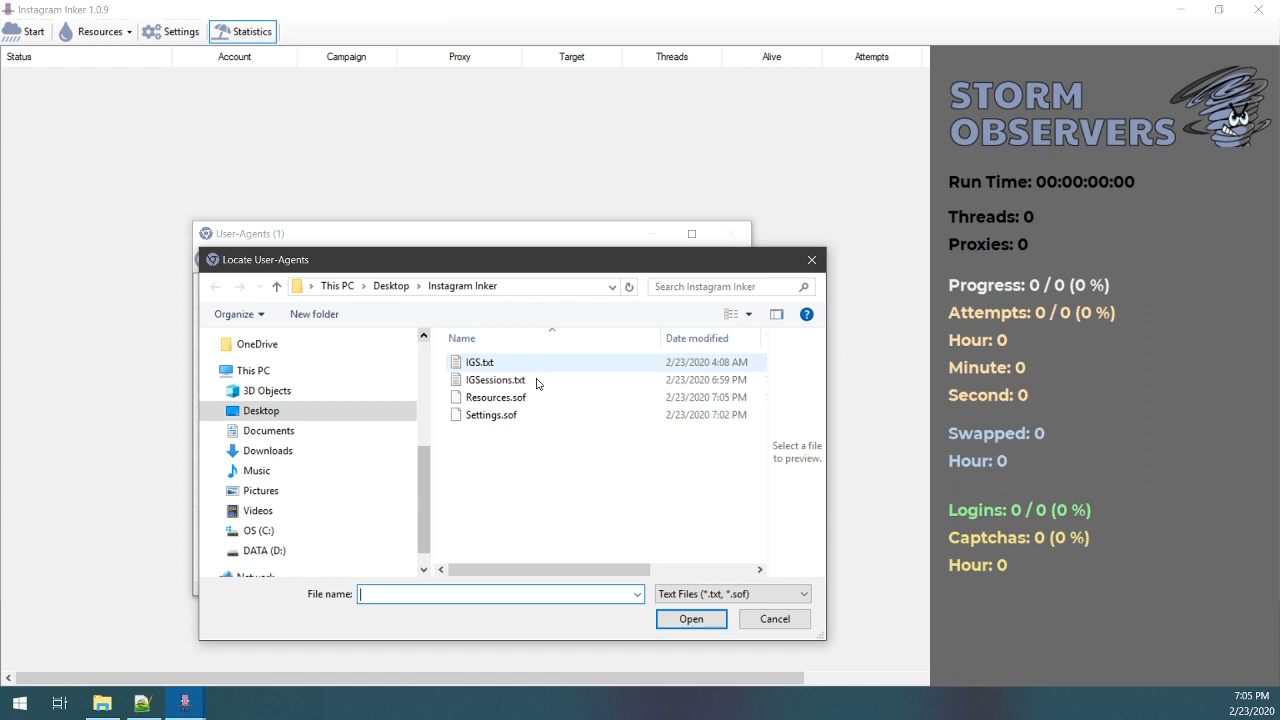 Instagram Inker 1.0.9
Start
Resources
Settings
Statistics
Status
Account
Campaign
Proxy
Target
Threads
Alive
Attempts
STORM
OBSERVERS
Run Time: 00:00:00:00
Threads: 0
Proxies: 0
Progress: 0 / 0 (0 %)
Attempts: 0 / 0 (0 %)
Hour: 0
Minute: 0
Second: 0
Swapped: 0
Hour: 0
Logins: 0 / 0 (0 %)
Captchas: 0 (0 %)
Hour: 0
User-Agents (1)
Locate User-Agents
This PC > Desktop > Instagram Inker
Search Instagram Inker
Organize
New folder
OneDrive
This PC
3D Objects
Desktop
Documents
Downloads
Music
Pictures
Videos
OS (C:)
DATA (D:)
Network
Name
Date modified
IGS.txt 2/23/2020 4:08 AM
IGSessions.txt 2/23/2020 6:59 PM
Resources.sof 2/23/2020 7:05 PM
Settings.sof 2/23/2020 7:02 PM
Select a file
to preview.
File name:
Text Files (*.txt, *.sof)
Open
Cancel
7:05 PM
2/23/2020